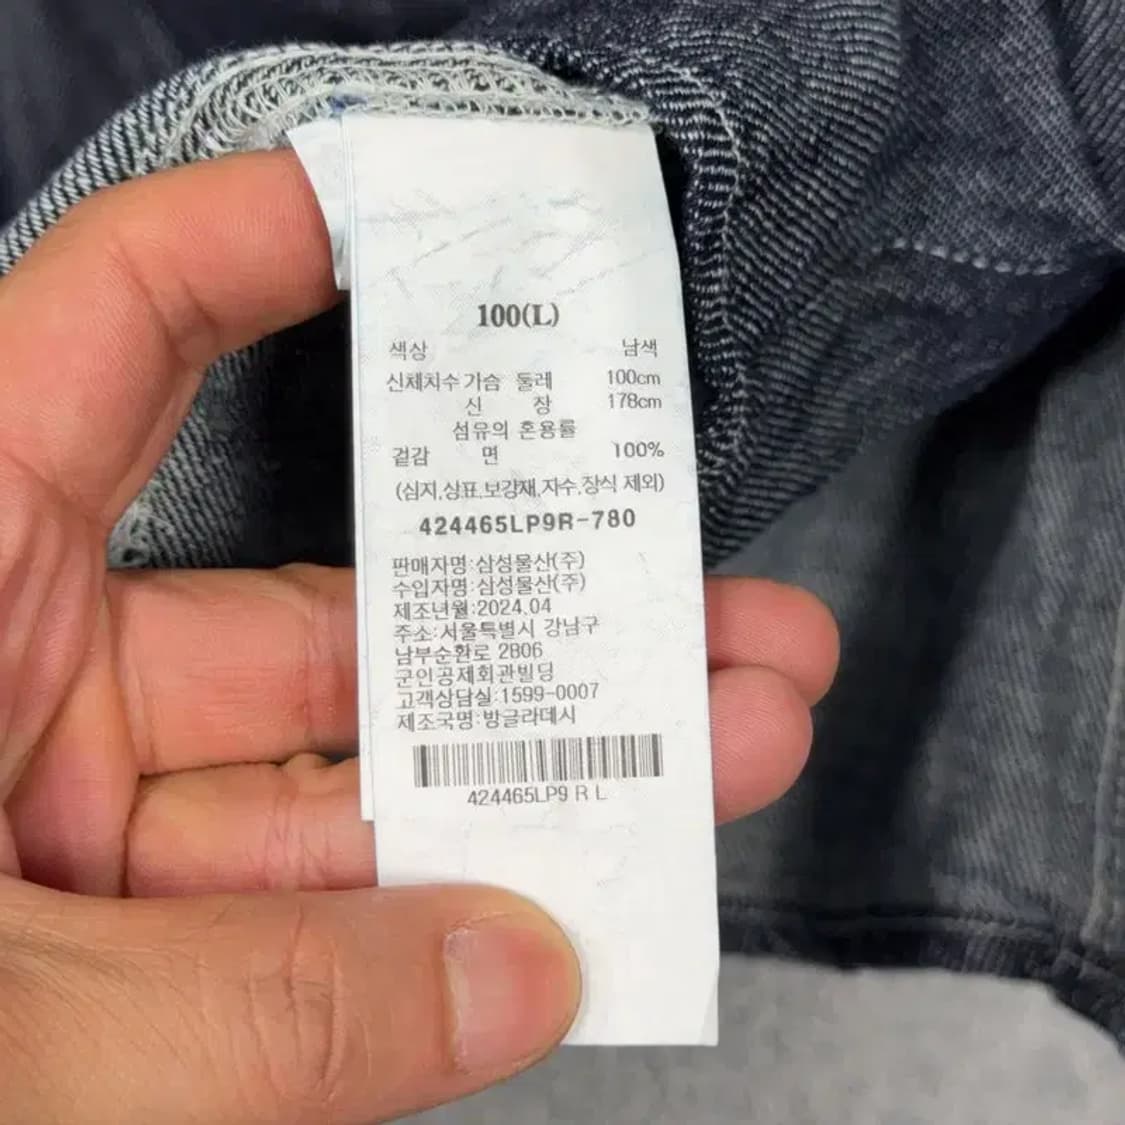 100(L)
색상 남색
신체치수 가슴 둘레 100cm
신 장 178cm
섬유의 혼용률
겉감 면 100%
(심지,상표,보강재,자수,장식 제외)
424465LP9R-780
판매자명:삼성물산(주)
수입자명:삼성물산(주)
제조년월:2024.04
주소:서울특별시 강남구
남부순환로 2806
군인공제회관빌딩
고객상담실:1599-0007
제조국명:방글라데시
424465LP9 R L